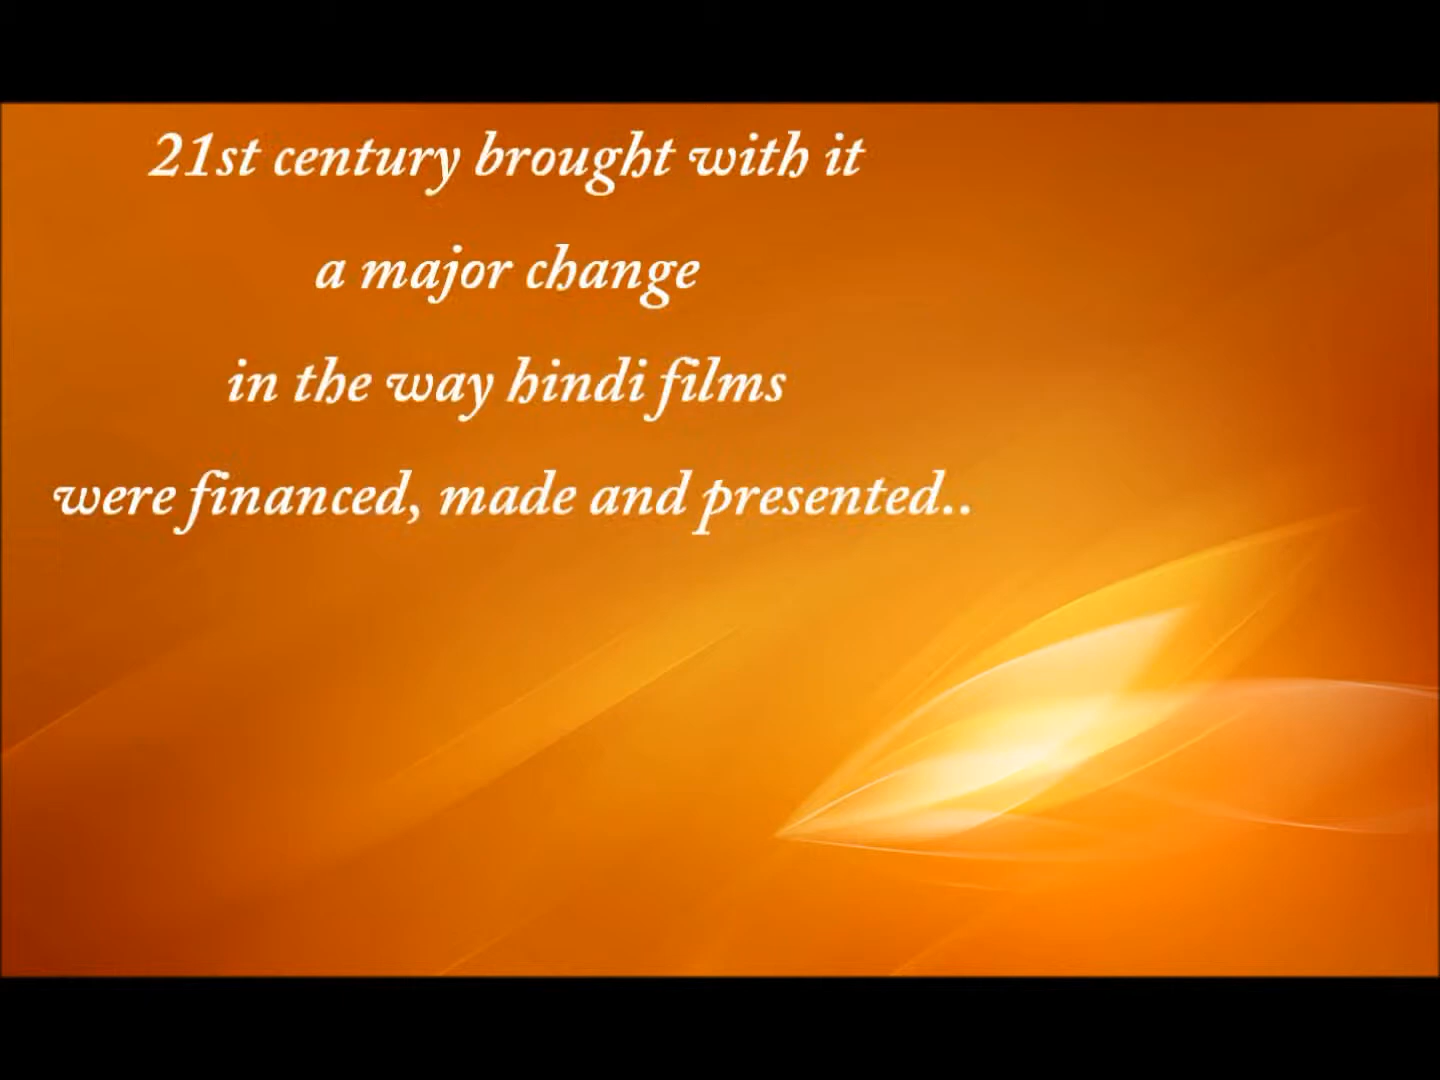 21st century brought with it
a major change
in the way hindi films
were financed, made and presented..